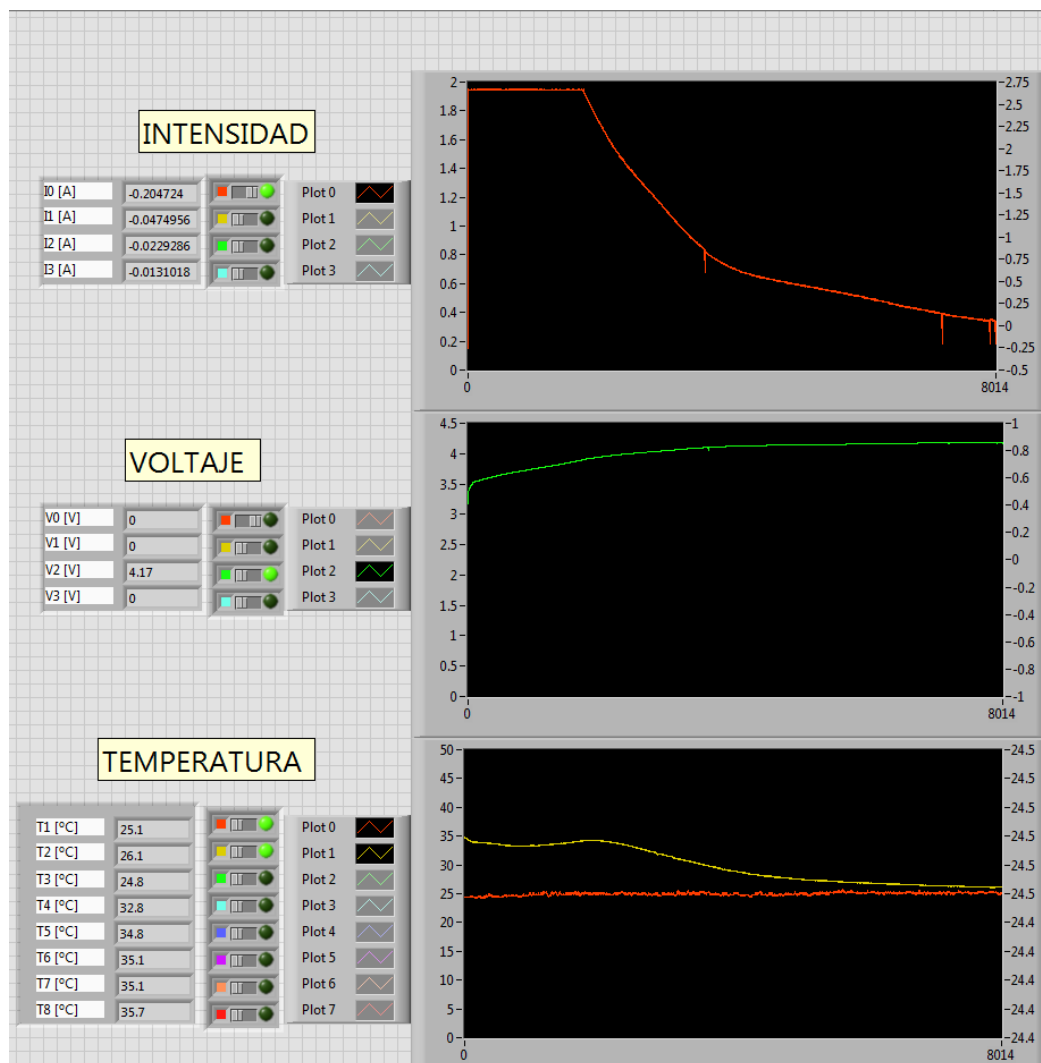 INTENSIDAD
I0 [A] -0.204724 Plot 0
I1 [A] -0.0474956 Plot 1
I2 [A] -0.0229286 Plot 2
I3 [A] -0.0131018 Plot 3
2 2.75
1.8 2.5
1.6 2.25
1.4 2
1.2 1.75
1 1.5
0.8 1.25
0.6 1
0.4 0.75
0.2 0.5
0 0.25
0
-0.25
-0.5
0 8014
VOLTAJE
V0 [V] 0 Plot 0
V1 [V] 0 Plot 1
V2 [V] 4.17 Plot 2
V3 [V] 0 Plot 3
4.5 1
4 0.8
3.5 0.6
3 0.4
2.5 0.2
2 0
1.5 -0.2
1 -0.4
0.5 -0.6
0 -0.8
-1
0 8014
TEMPERATURA
T1 [ºC] 25.1 Plot 0
T2 [ºC] 26.1 Plot 1
T3 [ºC] 24.8 Plot 2
T4 [ºC] 32.8 Plot 3
T5 [ºC] 34.8 Plot 4
T6 [ºC] 35.1 Plot 5
T7 [ºC] 35.1 Plot 6
T8 [ºC] 35.7 Plot 7
50 24.5
45 24.5
40 24.5
35 24.5
30 24.5
25 24.5
20 24.4
15 24.4
10 24.4
5 24.4
0 24.4
0 8014